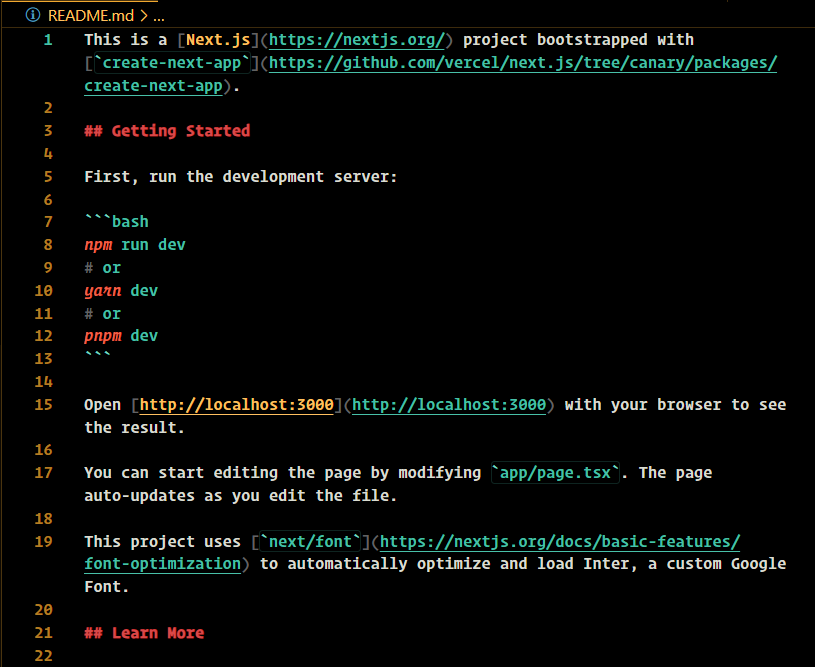 README.md > ...
1 This is a [Next.js](https://nextjs.org/) project bootstrapped with
[`create-next-app`](https://github.com/vercel/next.js/tree/canary/packages/
create-next-app).
2
3 ## Getting Started
4
5 First, run the development server:
6
7 ```bash
8 npm run dev
9 # or
10 yarn dev
11 # or
12 pnpm dev
13 ```
14
15 Open [http://localhost:3000](http://localhost:3000) with your browser to see
the result.
16
17 You can start editing the page by modifying `app/page.tsx`. The page
auto-updates as you edit the file.
18
19 This project uses [`next/font`](https://nextjs.org/docs/basic-features/
font-optimization) to automatically optimize and load Inter, a custom Google
Font.
20
21 ## Learn More
22